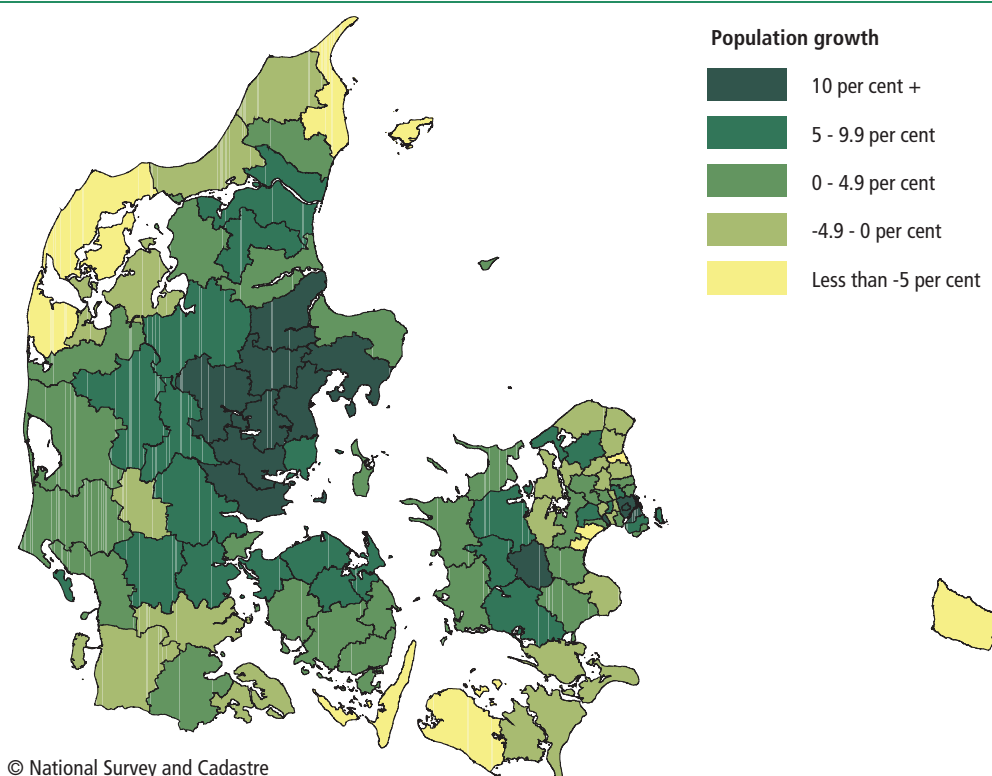 Population growth
10 per cent +
5 - 9.9 per cent
0 - 4.9 per cent
-4.9 - 0 per cent
Less than -5 per cent
© National Survey and Cadastre